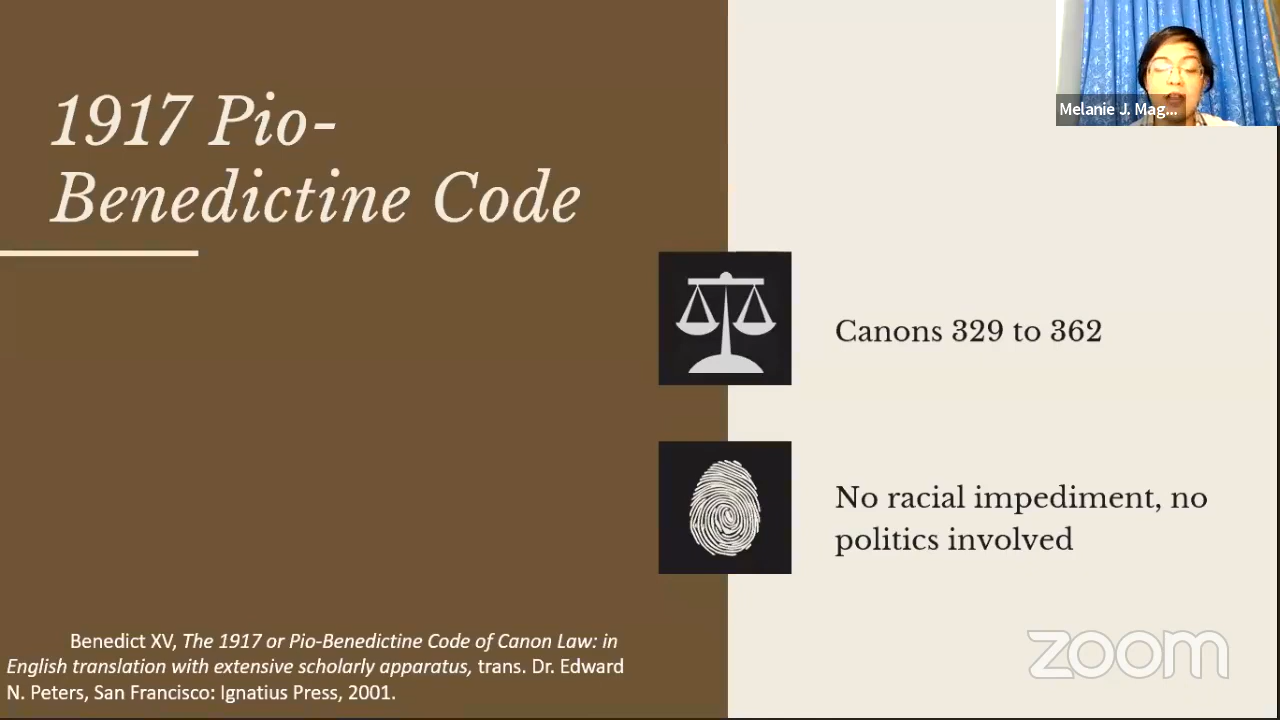 1917 Pio-
Benedictine Code
Melanie J. Mag...
Canons 329 to 362
No racial impediment, no
politics involved
Benedict XV, The 1917 or Pio-Benedictine Code of Canon Law: in
English translation with extensive scholarly apparatus, trans. Dr. Edward
N. Peters, San Francisco: Ignatius Press, 2001.
zoom